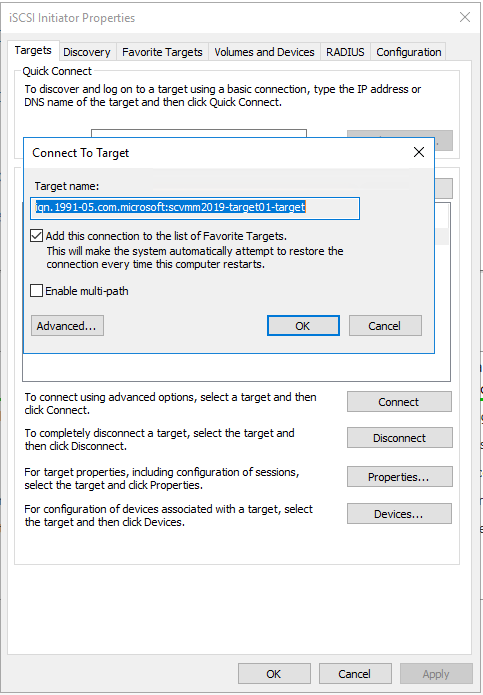 iSCSI Initiator Properties
Targets Discovery Favorite Targets Volumes and Devices RADIUS Configuration
Quick Connect
To discover and log on to a target using a basic connection, type the IP address or
DNS name of the target and then click Quick Connect.
Connect To Target
Target name:
iqn.1991-05.com.microsoft:scvmm2019-target01-target
Add this connection to the list of Favorite Targets.
This will make the system automatically attempt to restore the
connection every time this computer restarts.
Enable multi-path
Advanced...
OK
Cancel
To connect using advanced options, select a target and then
click Connect.
Connect
To completely disconnect a target, select the target and
then click Disconnect.
Disconnect
For target properties, including configuration of sessions,
select the target and click Properties.
Properties...
For configuration of devices associated with a target, select
the target and then click Devices.
Devices...
OK
Cancel
Apply